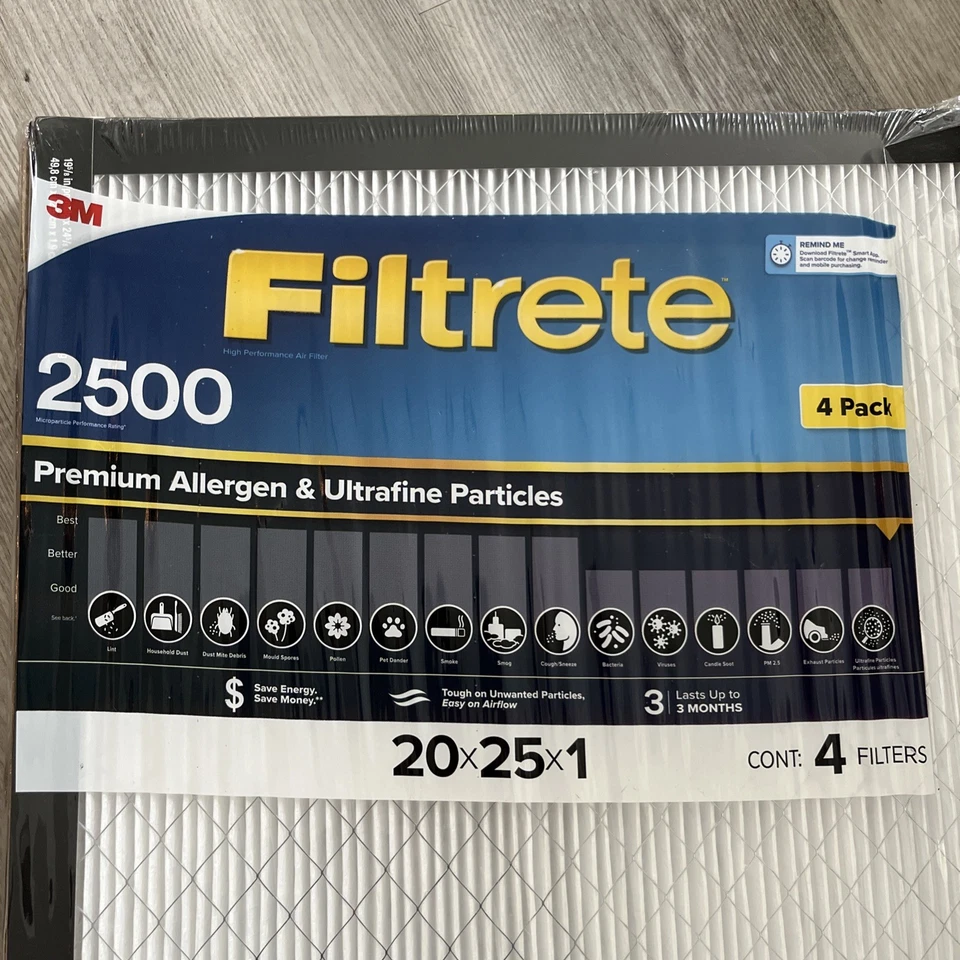 3M
Filtrete™
High Performance Air Filter
REMIND ME
Download Filtrete™ Smart App.
Scan barcode for change reminder
and mobile purchasing.
2500
Microparticle Performance Rating*
4 Pack
Premium Allergen & Ultrafine Particles
Best
Better
Good
See back.
Lint
Household Dust
Dust Mite Debris
Mould Spores
Pollen
Pet Dander
Smoke
Smog
Cough/Sneeze
Bacteria
Viruses
Candle Soot
PM 2.5
Exhaust Particles
Ultrafine Particles
Particules ultrafines
$ Save Energy.
Save Money.**
Tough on Unwanted Particles,
Easy on Airflow
3 Lasts Up to
3 MONTHS
20x25x1
CONT: 4 FILTERS